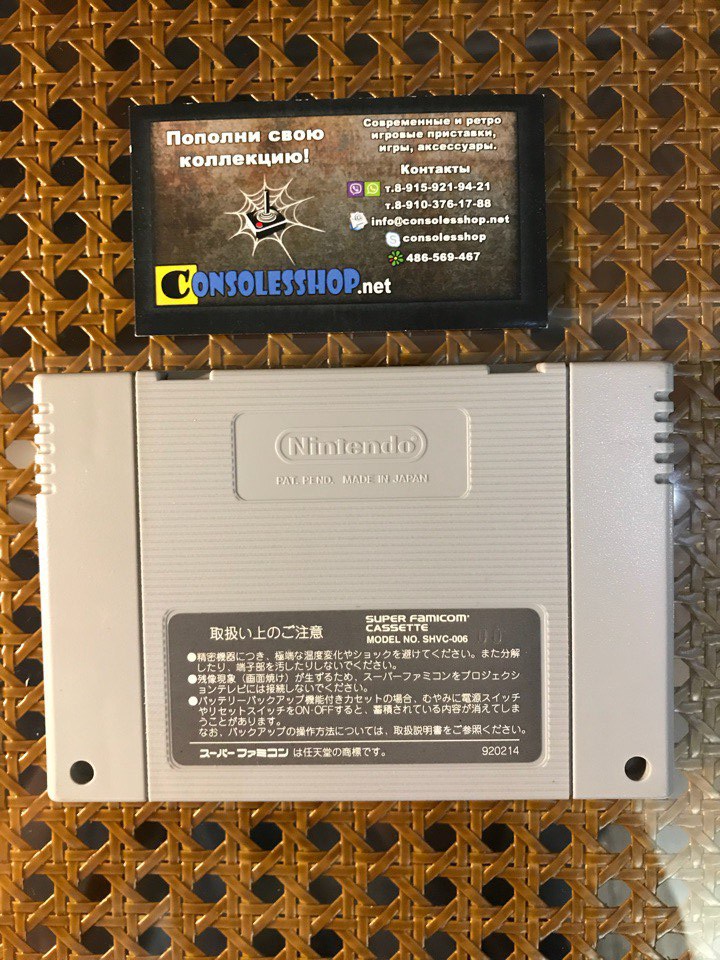 Пополни свою
коллекцию!
Современные и ретро
игровые приставки,
игры, аксессуары.
Контакты
т.8-915-921-94-21
т.8-910-376-17-88
info@consolesshop.net
consolesshop
486-569-467
CONSOLESSHOP.net
Nintendo®
PAT. PEND. MADE IN JAPAN
取扱い上のご注意
SUPER FAMICOM
CASSETTE
MODEL NO. SHVC-006
●精密機器につき、極端な温度変化やショックを避けてください。また分解
したり、端子部を汚したりしないでください。
●残像現象（画面焼け）が生ずるため、スーパーファミコンをプロジェクシ
ョンテレビには接続しないでください。
●バッテリーバックアップ機能付きカセットの場合、むやみに電源スイッチ
やリセットスイッチをON・OFFすると、蓄積されている内容が消えてしま
うことがあります。
なお、バックアップの操作方法については、取扱説明書をご参照ください。
スーパーファミコン は任天堂の商標です。
920214